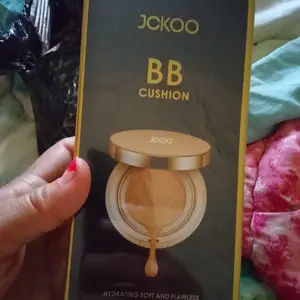 JCKOO
BB
CUSHION
JCKOO
HYDRATING SOFT AND FLAWLESS